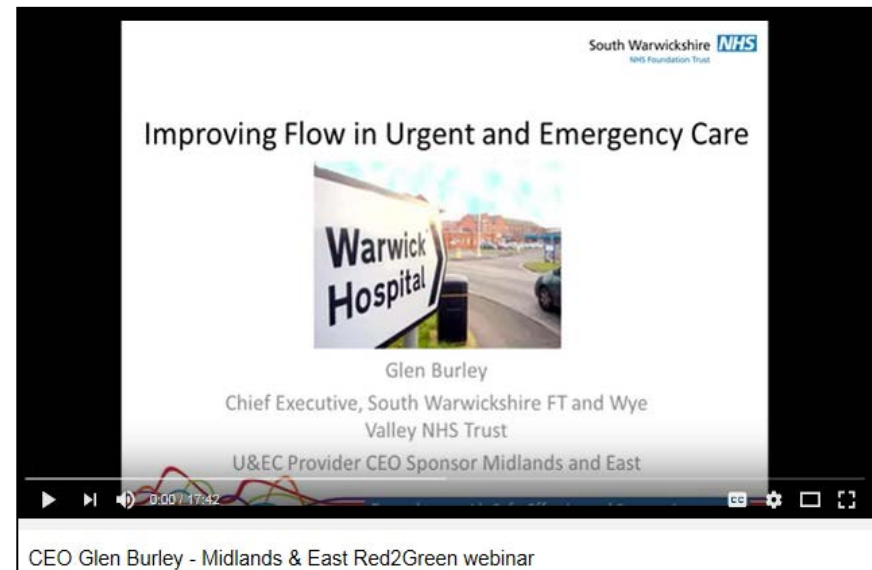 South Warwickshire NHS
NHS Foundation Trust
Improving Flow in Urgent and Emergency Care
Warwick
Hospital
Glen Burley
Chief Executive, South Warwickshire FT and Wye
Valley NHS Trust
U&EC Provider CEO Sponsor Midlands and East
0:00 / 17:42
CC
CEO Glen Burley - Midlands & East Red2Green webinar